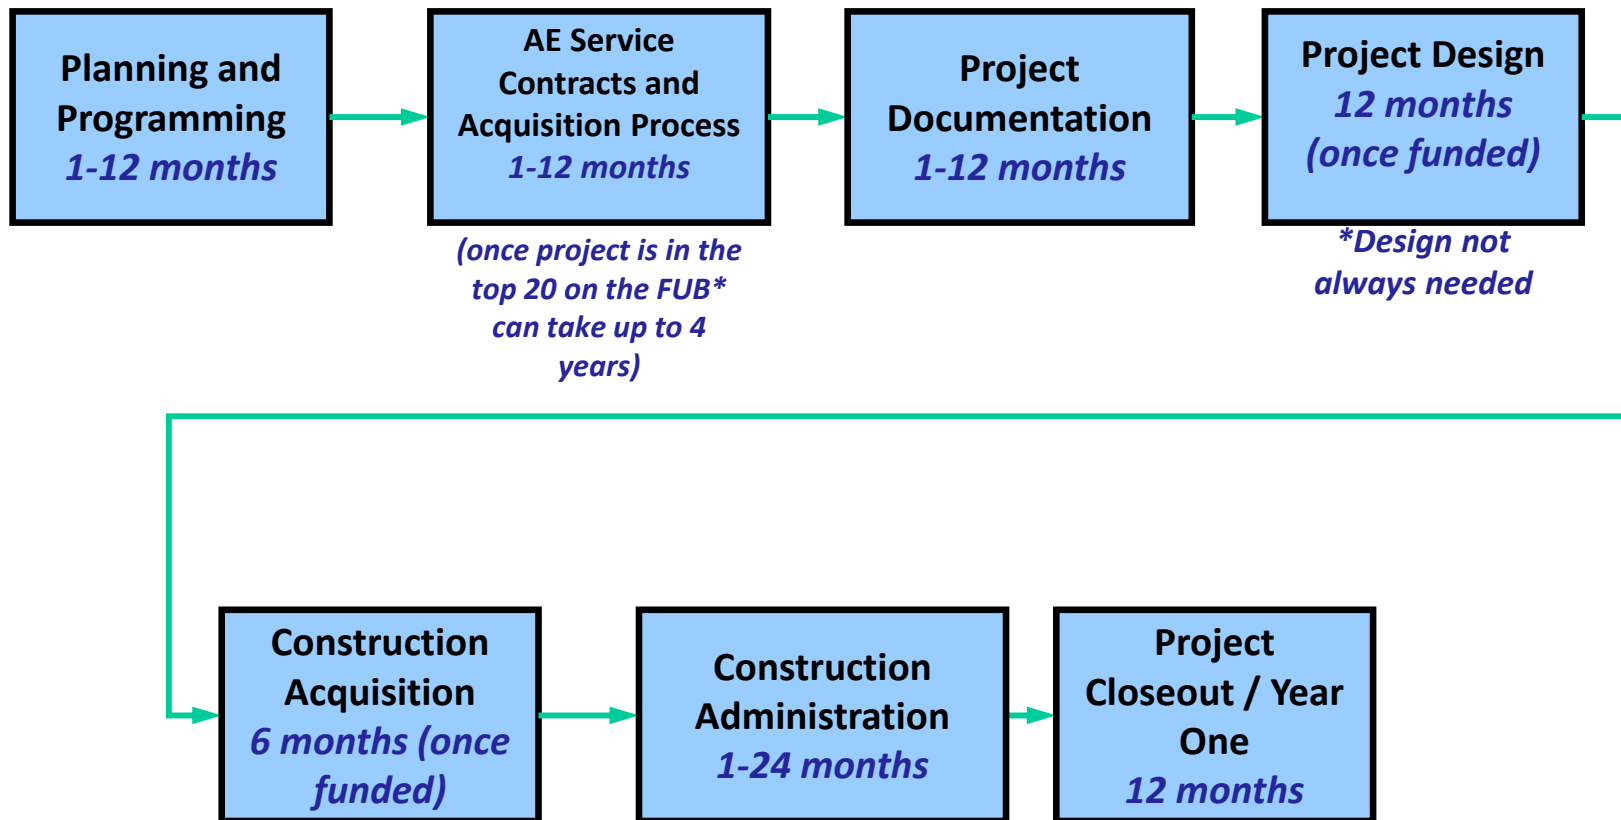 Planning and
Programming
1-12 months
AE Service
Contracts and
Acquisition Process
1-12 months
(once project is in the
top 20 on the FUB*
can take up to 4
years)
Project
Documentation
1-12 months
Project Design
12 months
(once funded)
*Design not
always needed
Construction
Acquisition
6 months (once
funded)
Construction
Administration
1-24 months
Project
Closeout / Year
One
12 months